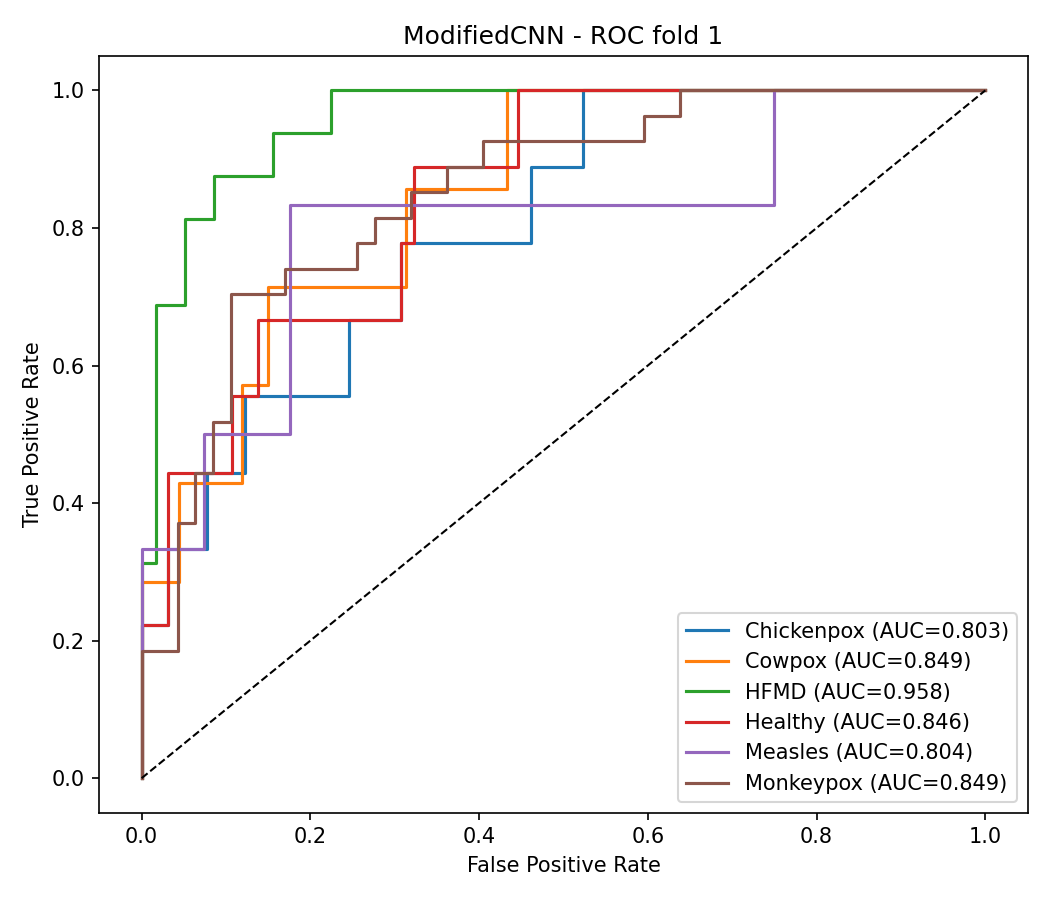 ModifiedCNN - ROC fold 1
True Positive Rate
1.0
0.8
0.6
0.4
0.2
0.0
Chickenpox (AUC=0.803)
Cowpox (AUC=0.849)
HFMD (AUC=0.958)
Healthy (AUC=0.846)
Measles (AUC=0.804)
Monkeypox (AUC=0.849)
0.0 0.2 0.4 0.6 0.8 1.0
False Positive Rate